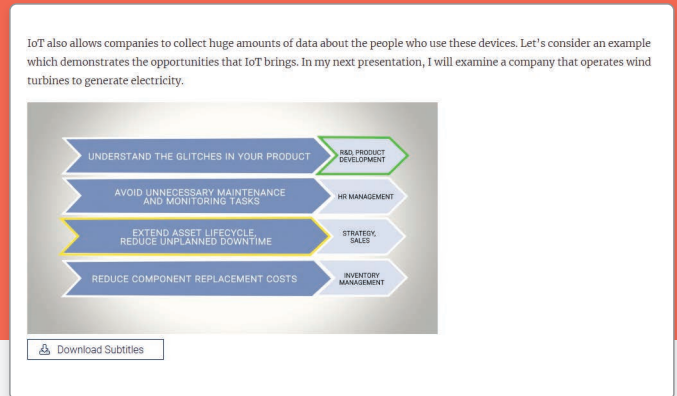 IoT also allows companies to collect huge amounts of data about the people who use these devices. Let's consider an example
which demonstrates the opportunities that IoT brings. In my next presentation, I will examine a company that operates wind
turbines to generate electricity.
UNDERSTAND THE GLITCHES IN YOUR PRODUCT
R&D, PRODUCT
DEVELOPMENT
AVOID UNNECESSARY MAINTENANCE
AND MONITORING TASKS
HR MANAGEMENT
EXTEND ASSET LIFECYCLE,
REDUCE UNPLANNED DOWNTIME
STRATEGY,
SALES
REDUCE COMPONENT REPLACEMENT COSTS
INVENTORY
MANAGEMENT
Download Subtitles